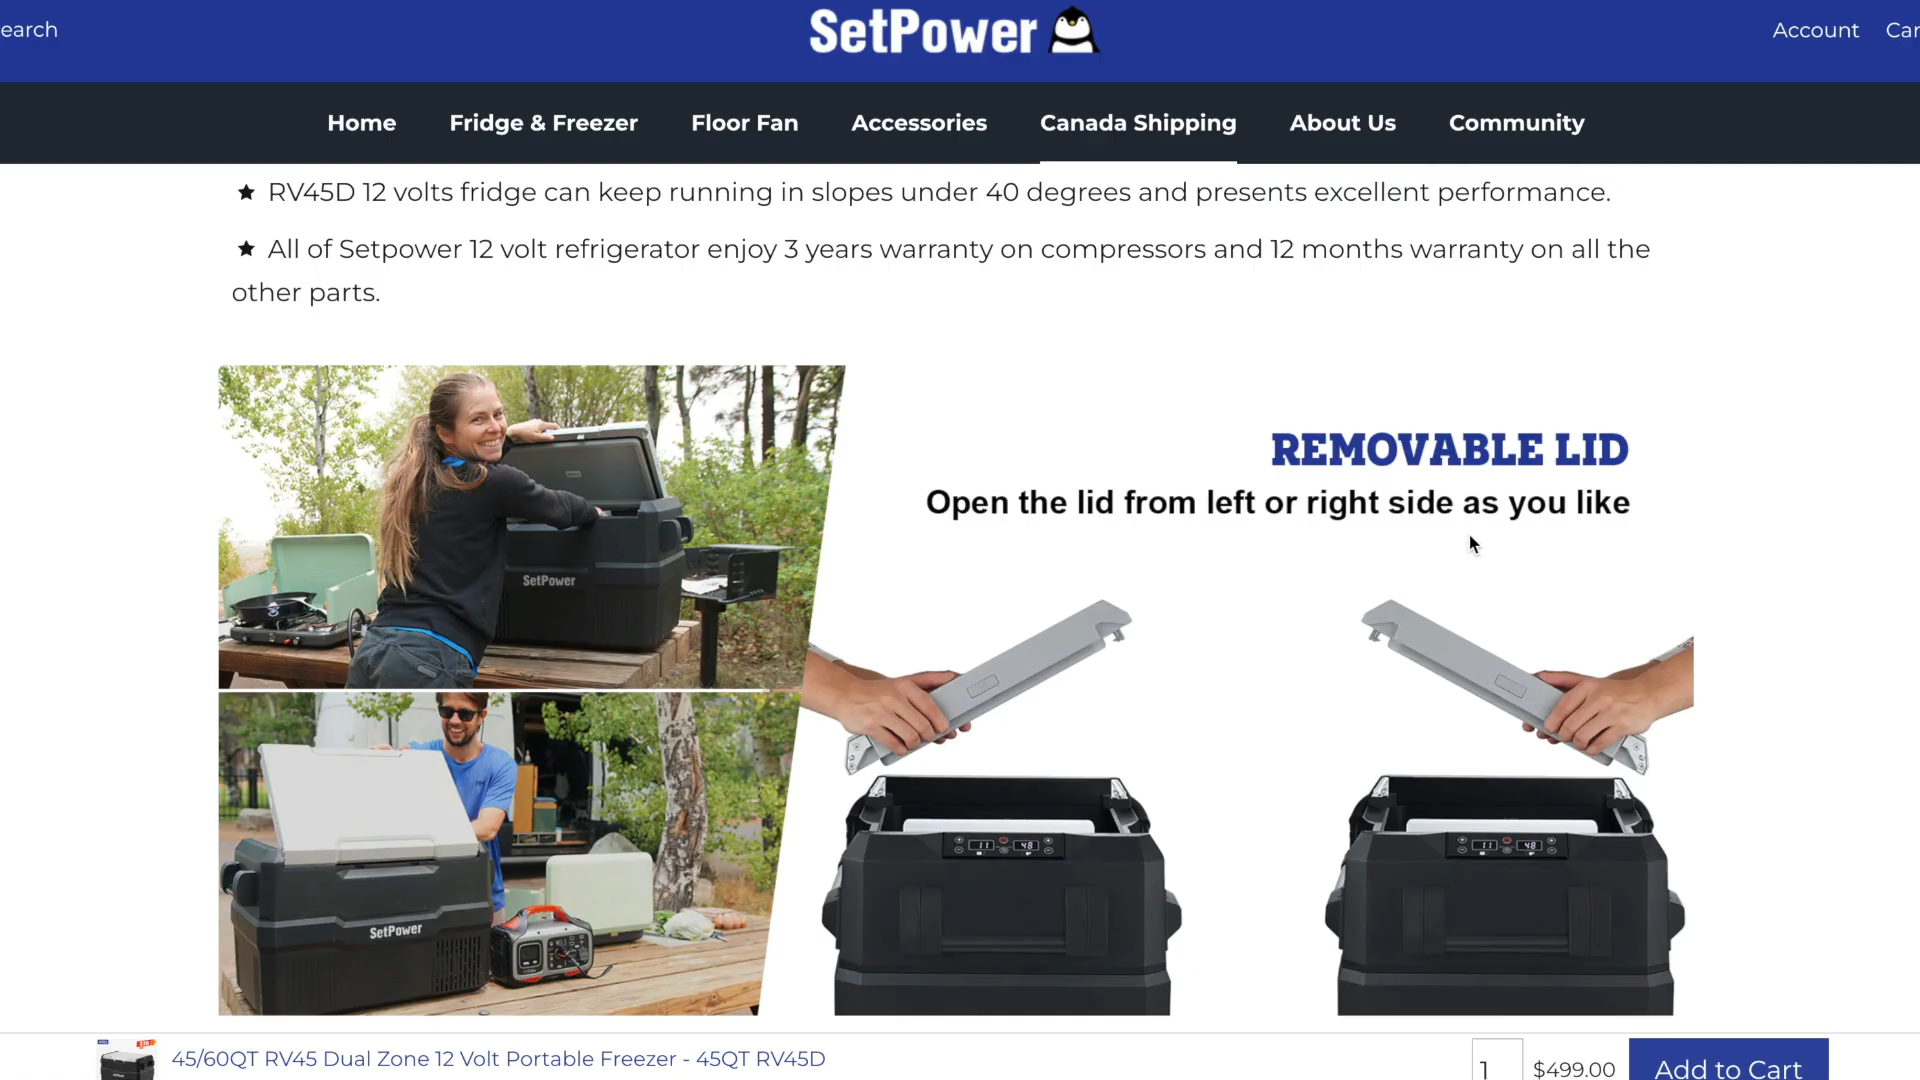 earch
SetPower
Account Car
Home Fridge & Freezer Floor Fan Accessories Canada Shipping About Us Community
★ RV45D 12 volts fridge can keep running in slopes under 40 degrees and presents excellent performance.
★ All of Setpower 12 volt refrigerator enjoy 3 years warranty on compressors and 12 months warranty on all the
other parts.
REMOVABLE LID
Open the lid from left or right side as you like
SetPower
SetPower
11 48
11 48
45/60QT RV45 Dual Zone 12 Volt Portable Freezer - 45QT RV45D
1 $499.00 Add to Cart